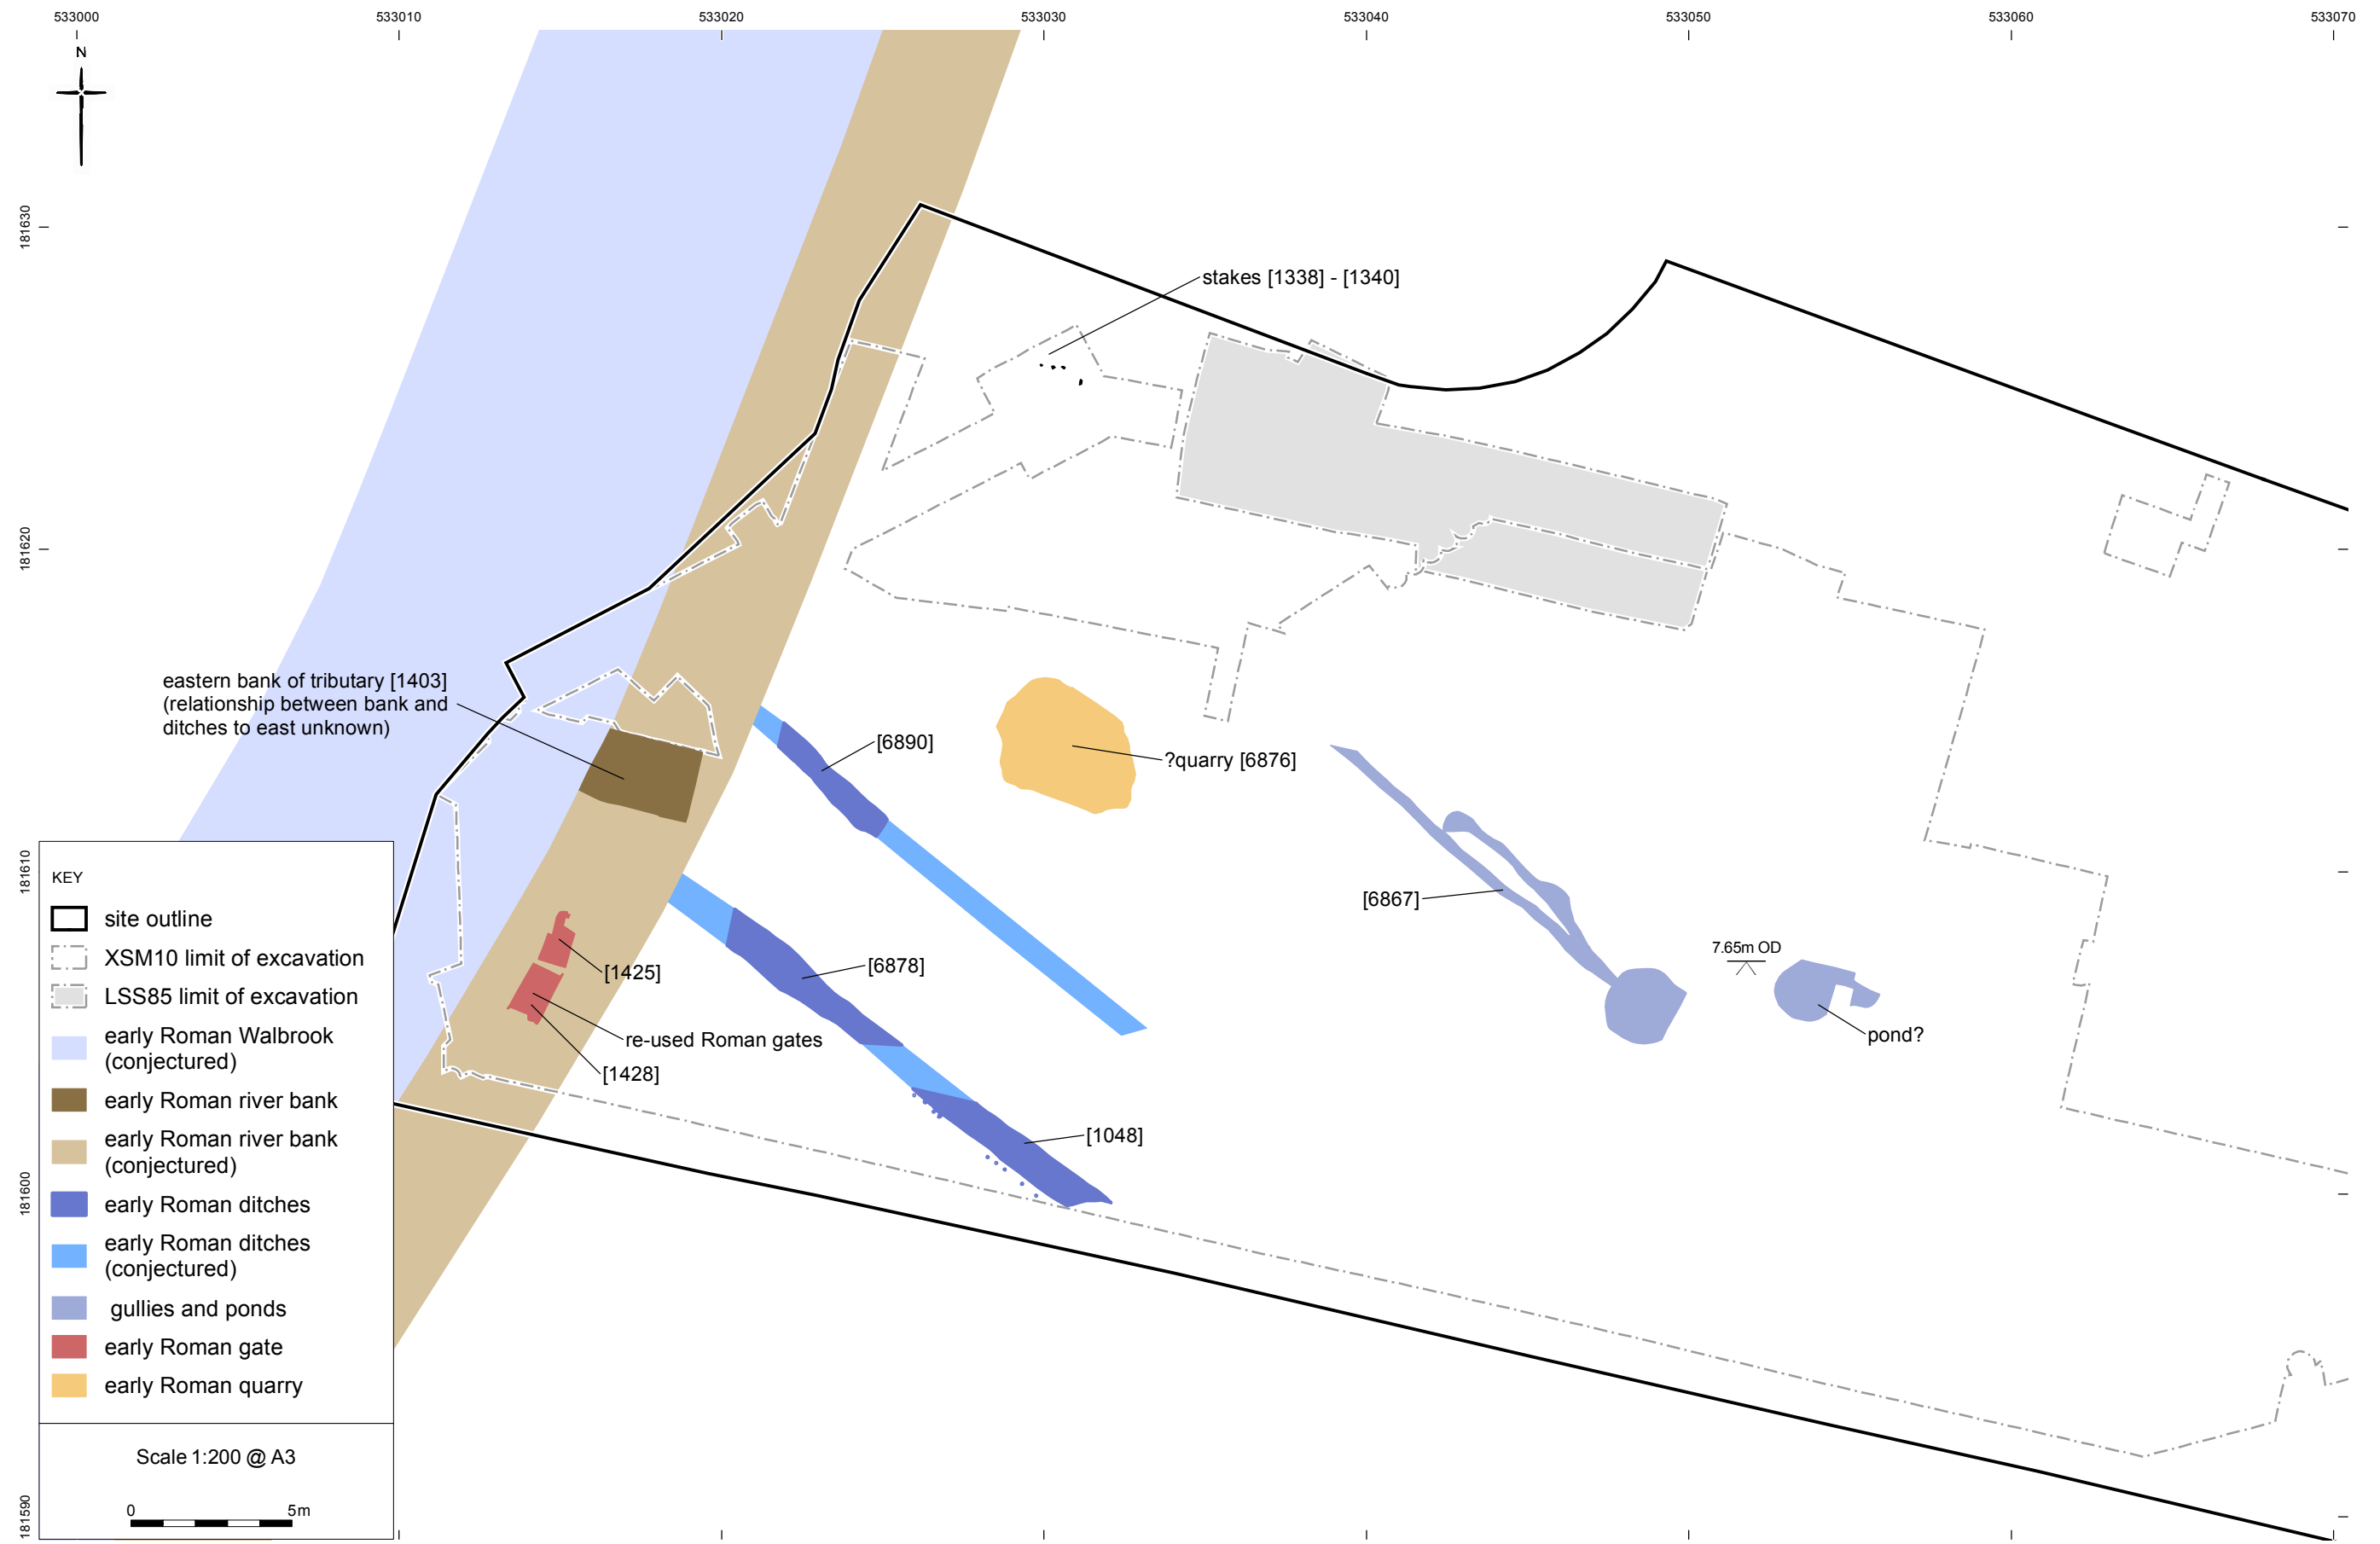 533000
533010
533020
533030
533040
533050
533060
533070
N
181630
stakes [1338] - [1340]
181620
eastern bank of tributary [1403]
(relationship between bank and
ditches to east unknown)
[6890]
?quarry [6876]
181610
[6867]
7.65m OD
[6878]
[1425]
pond?
re-used Roman gates
[1428]
[1048]
181600
KEY
site outline
XSM10 limit of excavation
LSS85 limit of excavation
early Roman Walbrook
(conjectured)
early Roman river bank
early Roman river bank
(conjectured)
early Roman ditches
early Roman ditches
(conjectured)
gullies and ponds
early Roman gate
early Roman quarry
Scale 1:200 @ A3
0 5m
181590